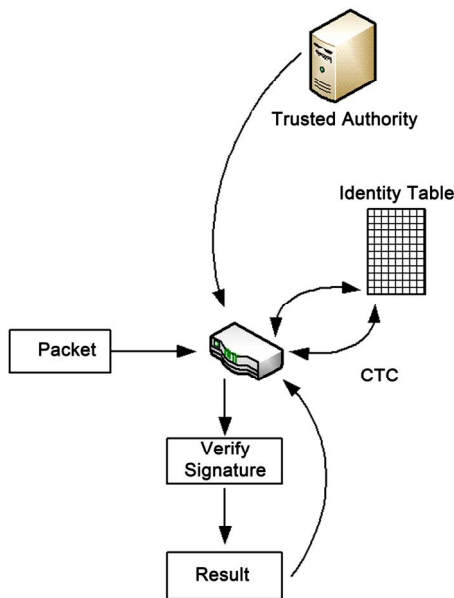 Trusted Authority
Identity Table
Packet
CTC
Verify
Signature
Result